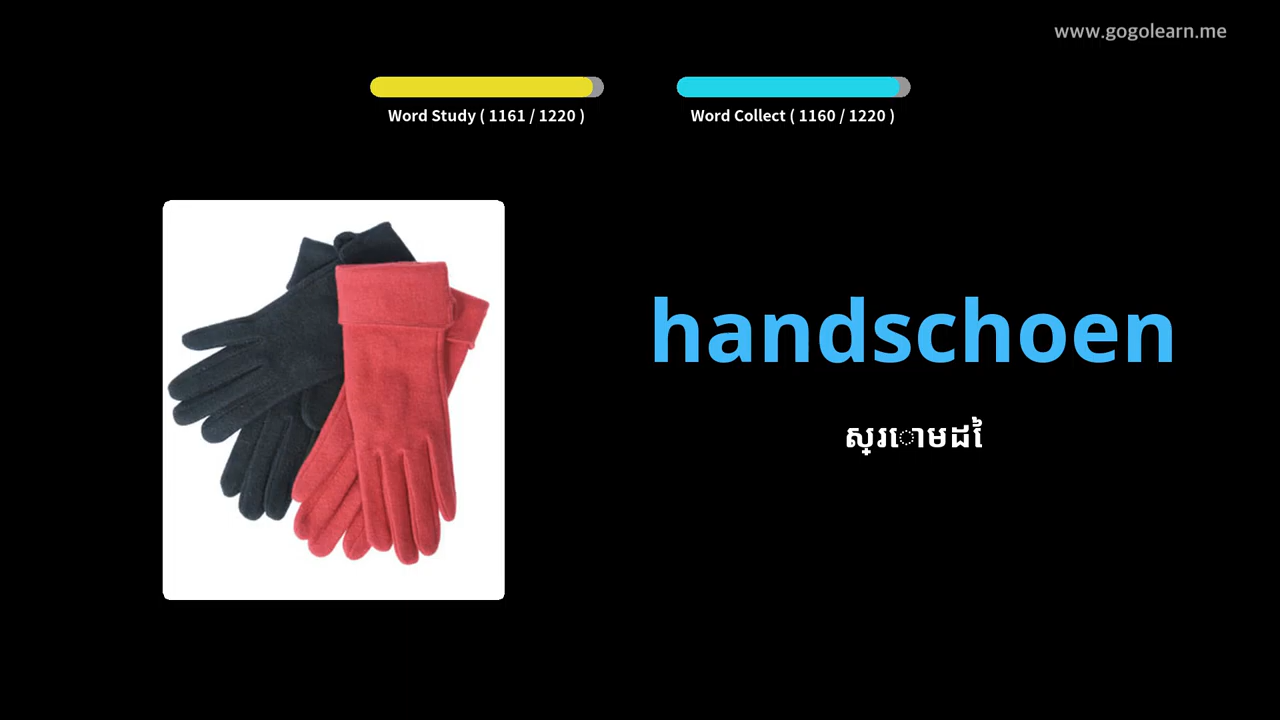 www.gogolearn.me
Word Study ( 1161 / 1220 )
Word Collect ( 1160 / 1220 )
handschoen
ស្រោមដៃ